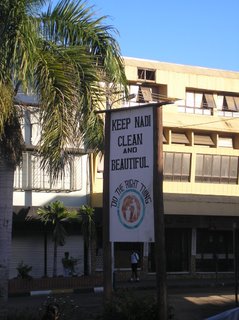 KEEP NADI
CLEAN
AND
BEAUTIFUL
DO THE RIGHT THING